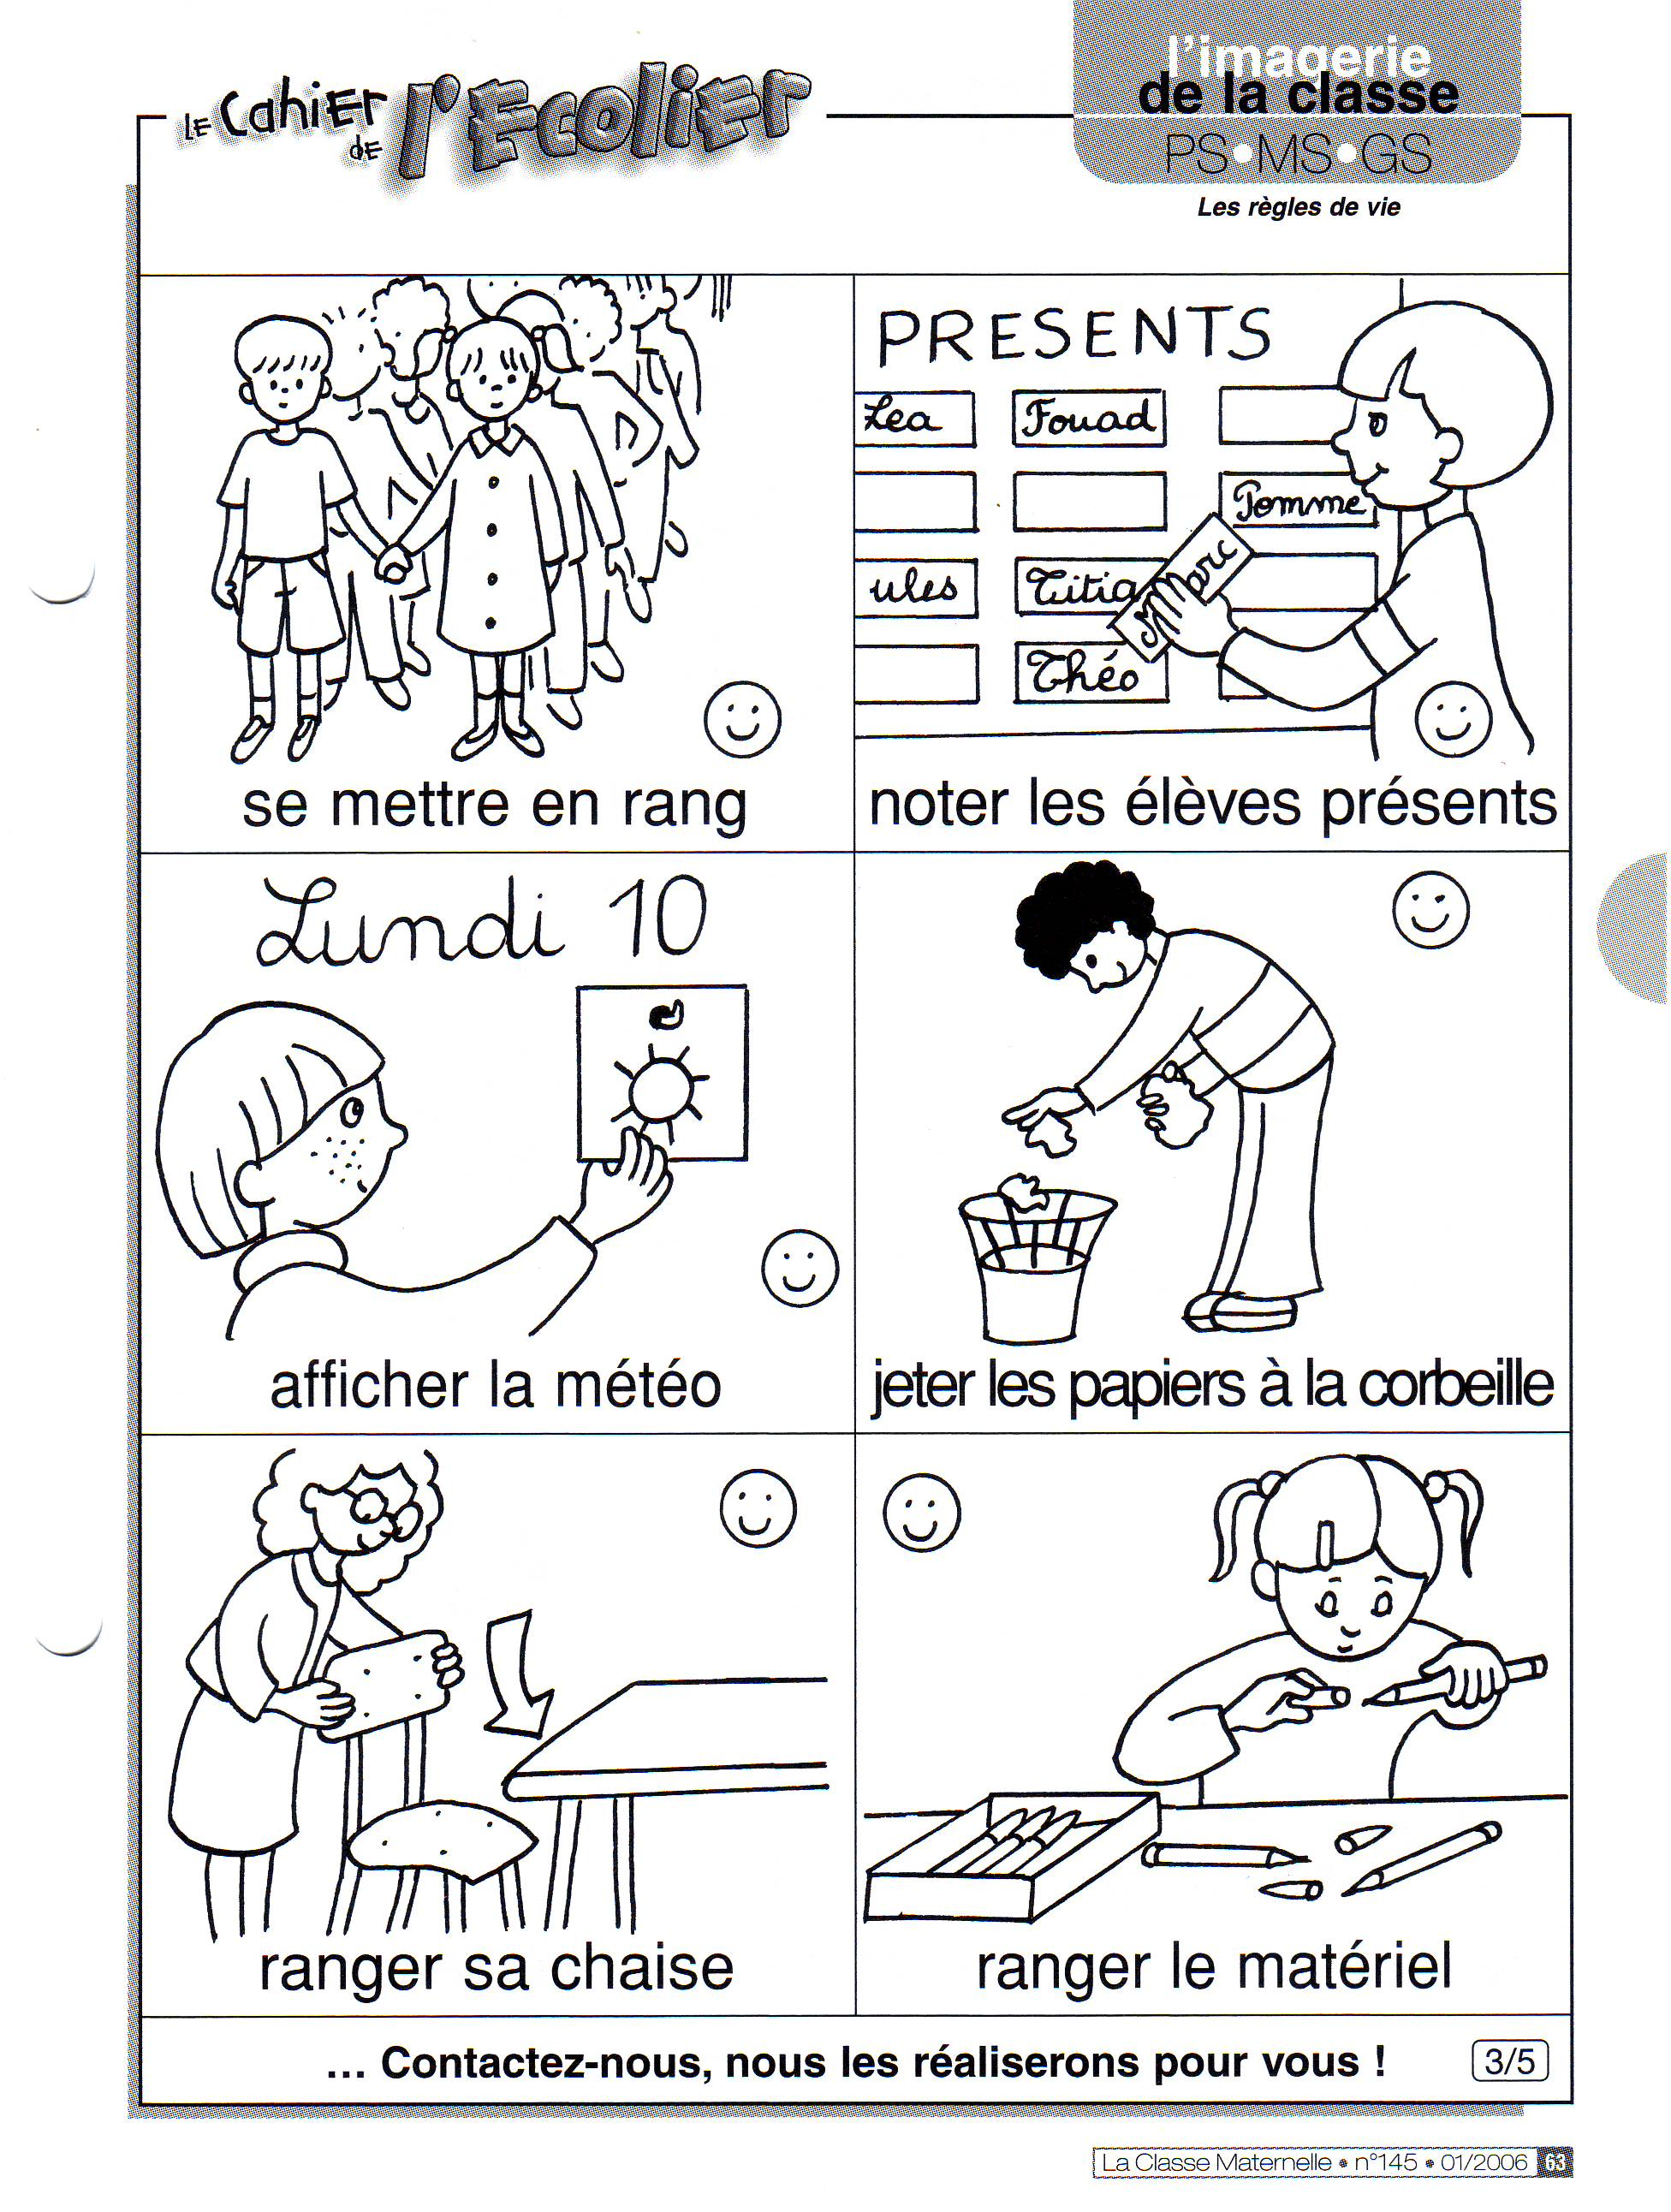 LE CahiEr
de l'EcoliEr
l'imagerie
de la classe
PS•MS•GS
Les règles de vie
PRESENTS
Lea Fouad
Pomme
ules Titia Marc
Théo
se mettre en rang
noter les élèves présents
Lundi 10
afficher la météo
jeter les papiers à la corbeille
ranger sa chaise
ranger le matériel
... Contactez-nous, nous les réaliserons pour vous !
3/5
La Classe Maternelle • n°145 • 01/2006 63